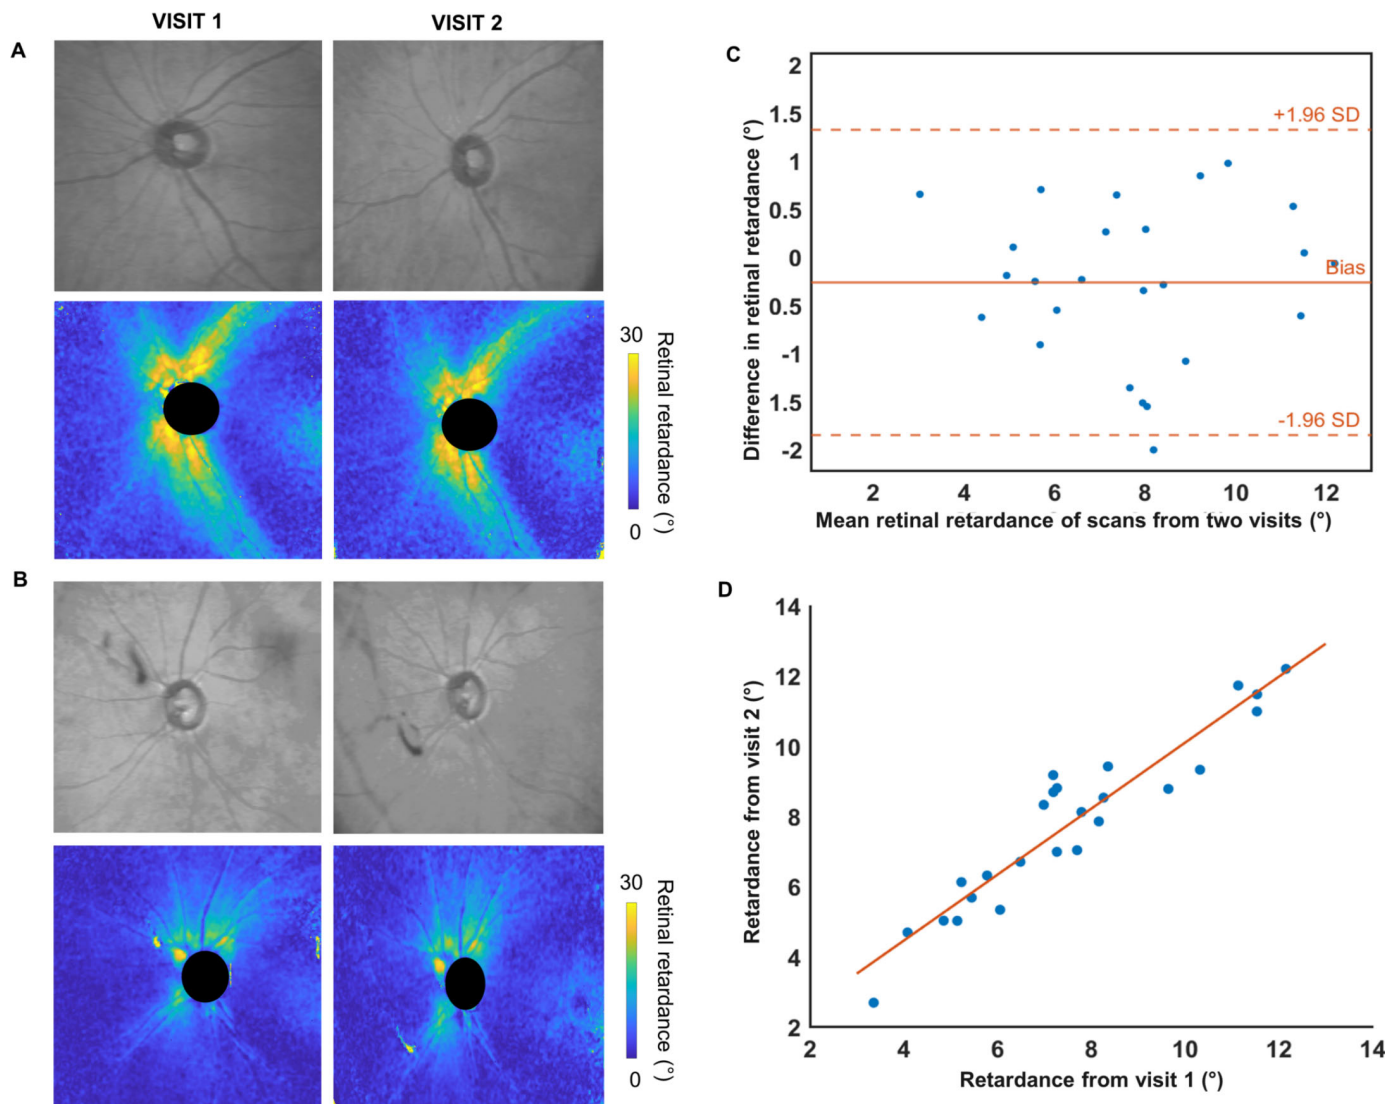 VISIT 1
VISIT 2
A
30
Retinal retardance (°)
0
B
30
Retinal retardance (°)
0
C
2
1.5
1
0.5
0
0.5
-1
1.5
-2
Difference in retinal retardance (°)
+1.96 SD
Bias
-1.96 SD
2 4 6 8 10 12
Mean retinal retardance of scans from two visits (°)
D
14
12
10
8
6
4
2
Retardance from visit 2 (°)
2 4 6 8 10 12 14
Retardance from visit 1 (°)